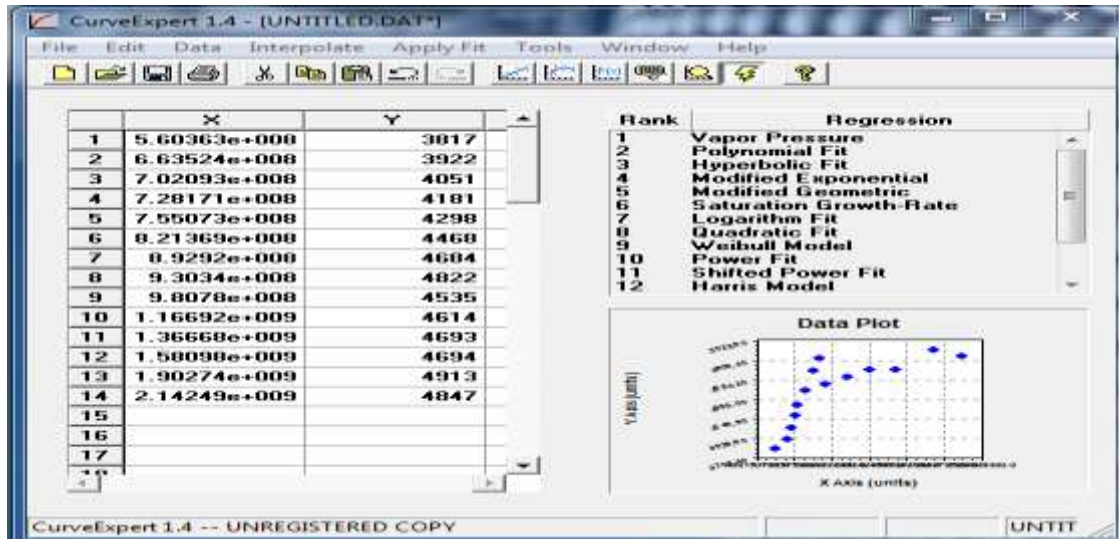 CurveExpert 1.4 - [UNTITLED.DAT*]
File Edit Data Interpolate Apply Fit Tools Window Help
X Y
1 5.60363e+008 3817
2 6.63524e+008 3922
3 7.02093e+008 4051
4 7.28171e+008 4181
5 7.55073e+008 4298
6 8.21369e+008 4468
7 8.9292e+008 4684
8 9.3034e+008 4822
9 9.8078e+008 4535
10 1.16692e+009 4614
11 1.36668e+009 4693
12 1.58098e+009 4694
13 1.90274e+009 4913
14 2.14249e+009 4847
15
16
17
18
Rank Regression
1 Vapor Pressure
2 Polynomial Fit
3 Hyperbolic Fit
4 Modified Exponential
5 Modified Geometric
6 Saturation Growth-Rate
7 Logarithm Fit
8 Quadratic Fit
9 Weibull Model
10 Power Fit
11 Shifted Power Fit
12 Harris Model
Data Plot
Y Axis (units)
X Axis (units)
CurveExpert 1.4 -- UNREGISTERED COPY
UNTIT